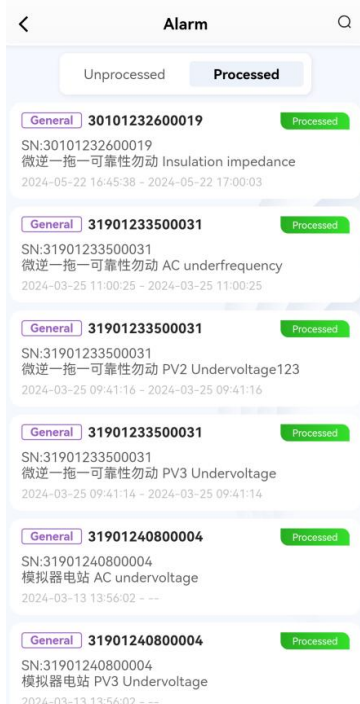 Alarm
Unprocessed Processed
General 30101232600019 Processed
SN:30101232600019
微逆一拖一可靠性勿动 Insulation impedance
2024-05-22 16:45:38 - 2024-05-22 17:00:03
General 31901233500031 Processed
SN:31901233500031
微逆一拖一可靠性勿动 AC underfrequency
2024-03-25 11:00:25 - 2024-03-25 11:00:25
General 31901233500031 Processed
SN:31901233500031
微逆一拖一可靠性勿动 PV2 Undervoltage123
2024-03-25 09:41:16 - 2024-03-25 09:41:16
General 31901233500031 Processed
SN:31901233500031
微逆一拖一可靠性勿动 PV3 Undervoltage
2024-03-25 09:41:14 - 2024-03-25 09:41:14
General 31901240800004 Processed
SN:31901240800004
模拟器电站 AC undervoltage
2024-03-13 13:56:02 - --
General 31901240800004 Processed
SN:31901240800004
模拟器电站 PV3 Undervoltage
2024-03-13 13:56:02 - --